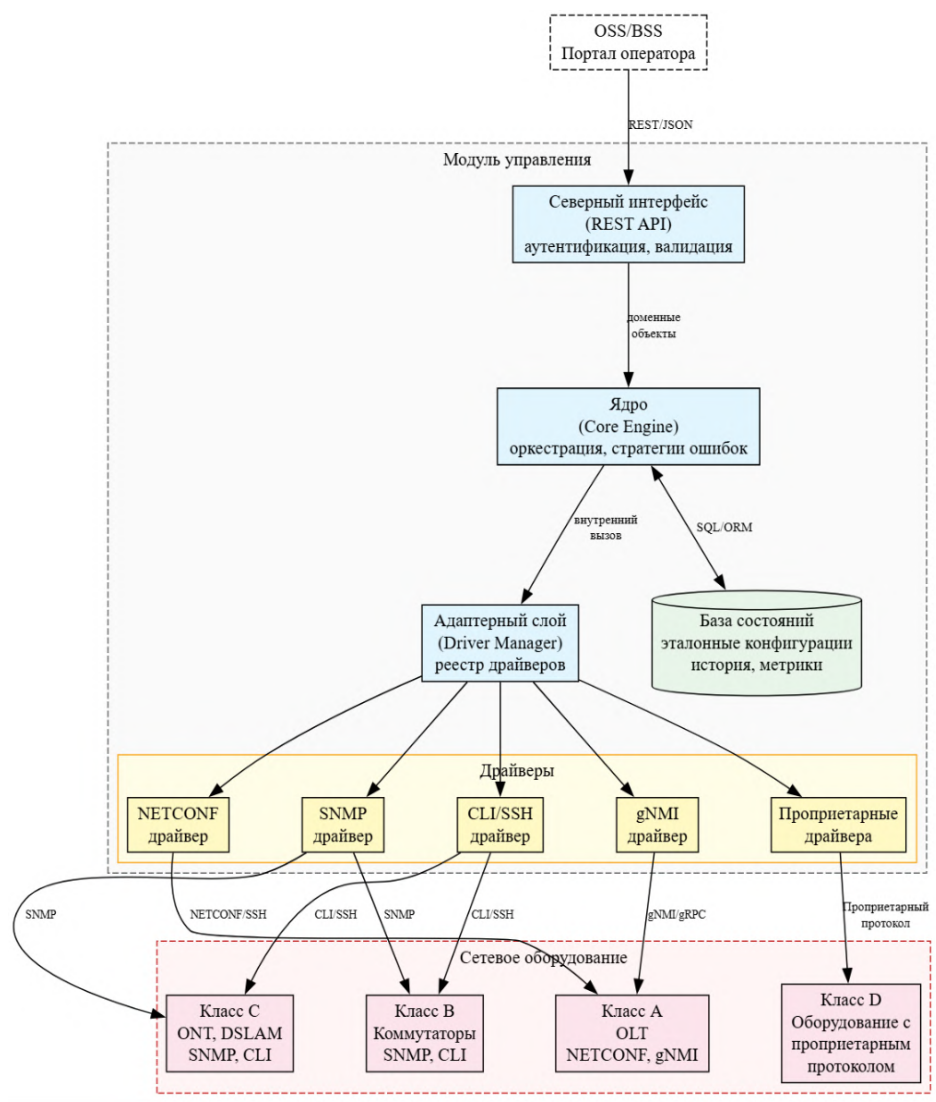 OSS/BSS
Портал оператора
REST/JSON
Модуль управления
Северный интерфейс
(REST API)
аутентификация, валидация
доменные
объекты
Ядро
(Core Engine)
оркестрация, стратегии ошибок
внутренний
вызов
SQL/ORM
Адаптерный слой
(Driver Manager)
реестр драйверов
База состояний
эталонные конфигурации
история, метрики
Драйверы
NETCONF
драйвер
SNMP
драйвер
CLI/SSH
драйвер
gNMI
драйвер
Проприетарные
драйвера
SNMP
NETCONF/SSH
CLI/SSH
SNMP
CLI/SSH
gNMI/gRPC
Проприетарный
протокол
Сетевое оборудование
Класс C
ONT, DSLAM
SNMP, CLI
Класс B
Коммутаторы
SNMP, CLI
Класс A
OLT
NETCONF, gNMI
Класс D
Оборудование с
проприетарным
протоколом